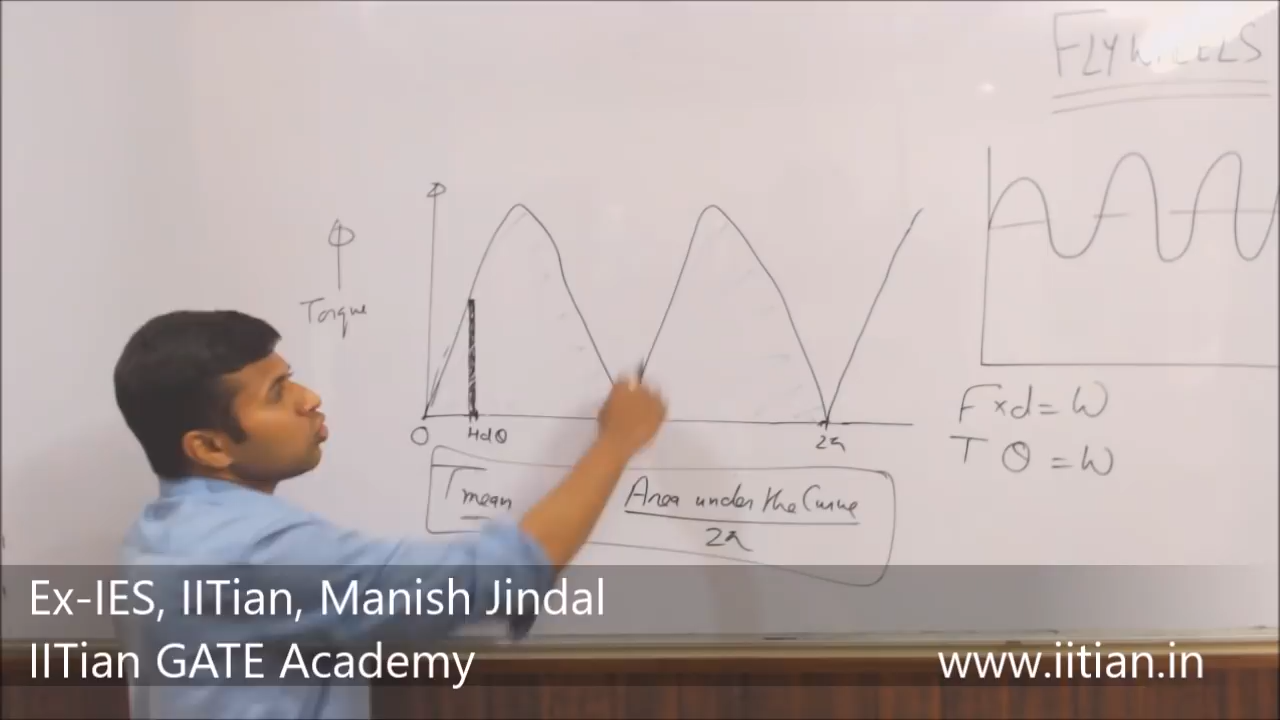 FLYWHEELS
Torque
0
dθ
2π
Tmean
Area under the Curve
2π
F×d = W
T θ = W
Ex-IES, IITian, Manish Jindal
IITian GATE Academy
www.iitian.in